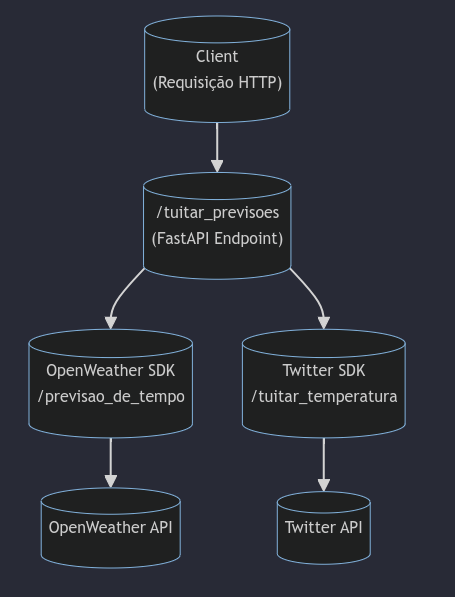 Client
(Requisição HTTP)
/tuitar_previsoes
(FastAPI Endpoint)
OpenWeather SDK
/previsao_de_tempo
Twitter SDK
/tuitar_temperatura
OpenWeather API
Twitter API